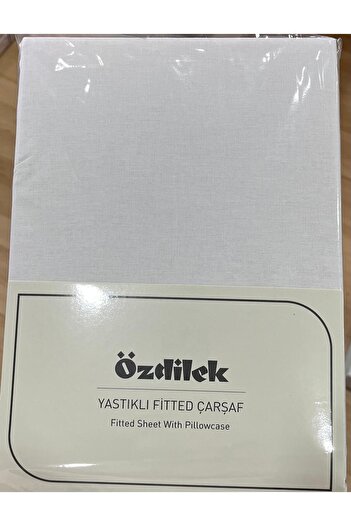 Özdilek
YASTIKLI FİTTED ÇARŞAF
Fitted Sheet With Pillowcase